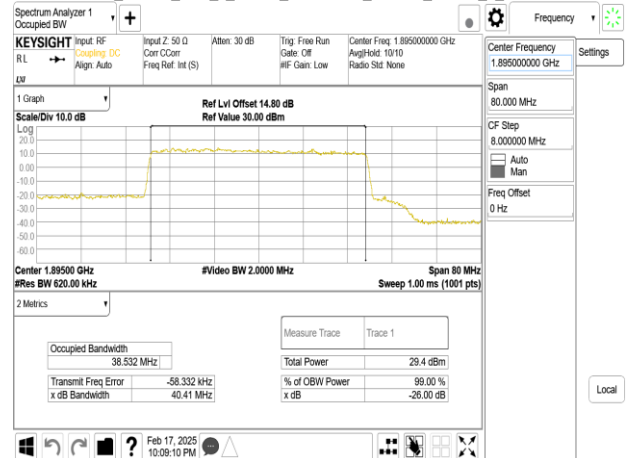 Spectrum Analyzer 1
Occupied BW
Frequency
KEYSIGHT
RL
LXI
Input: RF
Coupling: DC
Align: Auto
Input Z: 50 Ω
Corr CCorr
Freq Ref: Int (S)
Atten: 30 dB
Trig: Free Run
Gate: Off
#IF Gain: Low
Center Freq: 1.895000000 GHz
Avg|Hold: 10/10
Radio Std: None
Center Frequency
1.895000000 GHz
Settings
Span
80.000 MHz
CF Step
8.000000 MHz
Auto
Man
Freq Offset
0 Hz
Local
1 Graph
Scale/Div 10.0 dB
Ref Lvl Offset 14.80 dB
Ref Value 30.00 dBm
Log
20.0
10.0
0.00
-10.0
-20.0
-30.0
-40.0
-50.0
-60.0
Center 1.89500 GHz
#Res BW 620.00 kHz
#Video BW 2.0000 MHz
Span 80 MHz
Sweep 1.00 ms (1001 pts)
2 Metrics
Measure Trace Trace 1
Occupied Bandwidth
38.532 MHz
Total Power 29.4 dBm
Transmit Freq Error -58.332 kHz
% of OBW Power 99.00 %
x dB Bandwidth 40.41 MHz
x dB -26.00 dB
?
Feb 17, 2025
10:09:10 PM